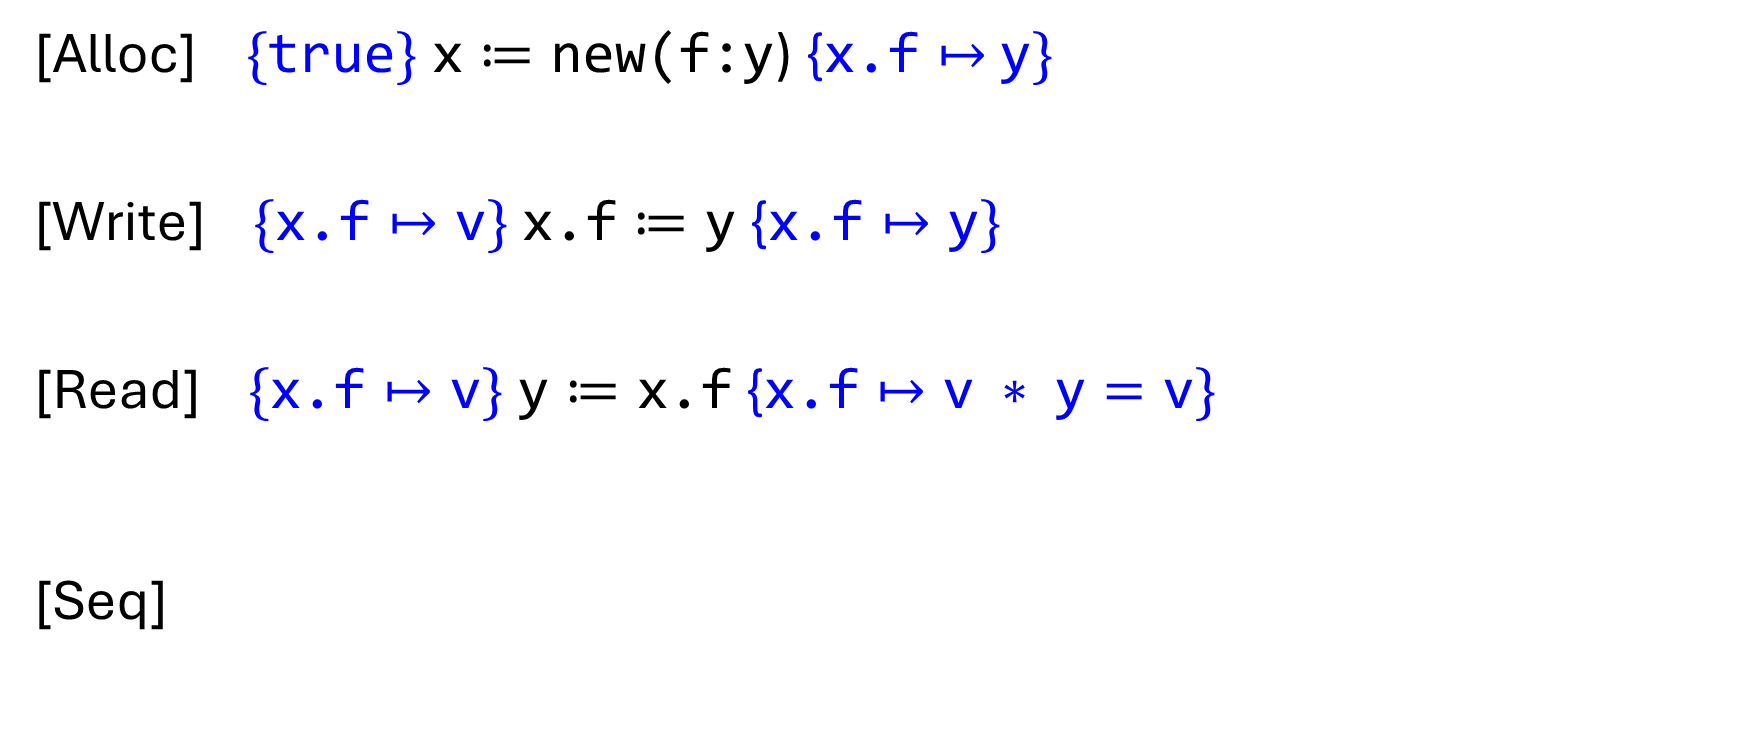 [Alloc] {true} x ≔ new(f:y) {x.f ↦ y}
[Write] {x.f ↦ v} x.f ≔ y {x.f ↦ y}
[Read] {x.f ↦ v} y ≔ x.f {x.f ↦ v * y = v}
[Seq]